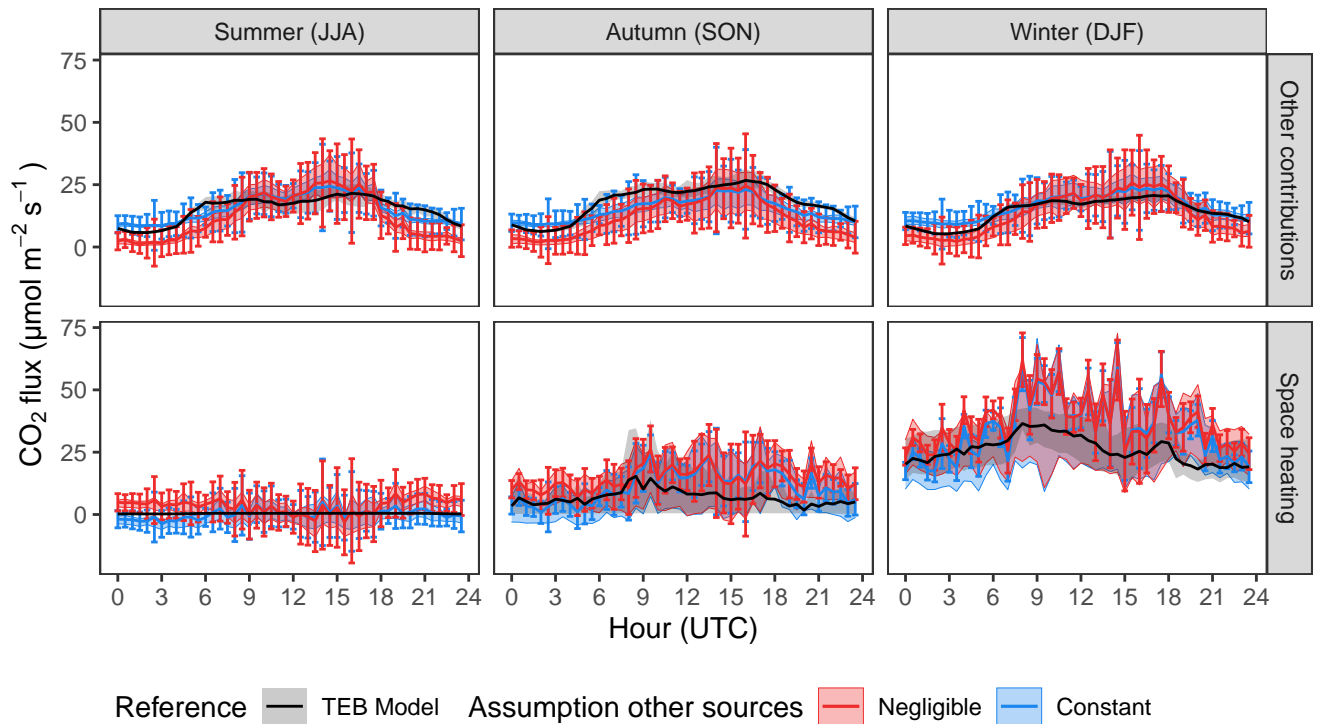 Summer (JJA) Autumn (SON) Winter (DJF)
75
50
25
0
Other contributions
75
50
25
0
Space heating
CO₂ flux (μmol m⁻² s⁻¹)
0 3 6 9 12 15 18 21 24 0 3 6 9 12 15 18 21 24 0 3 6 9 12 15 18 21 24
Hour (UTC)
Reference TEB Model Assumption other sources Negligible Constant